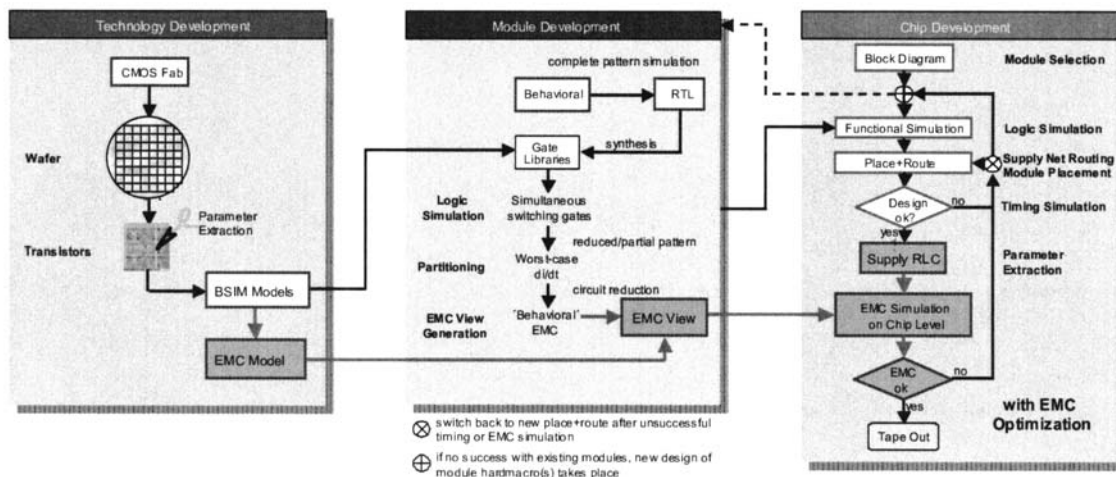 Technology Development
CMOS Fab
Wafer
Parameter
Extraction
Transistors
BSIM Models
EMC Model
Module Development
complete pattern simulation
Behavioral
RTL
synthesis
Gate
Libraries
Logic
Simulation
Simultaneous
switching gates
reduced/partial pattern
Partitioning
Worst-case
di/dt
circuit reduction
EMC View
Generation
´Behavioral´
EMC
EMC View
switch back to new place+route after unsuccessful
timing or EMC simulation
if no success with existing modules, new design of
module hardmacro(s) takes place
Chip Development
Block Diagram
Module Selection
Functional Simulation
Logic Simulation
Place+Route
Supply Net Routing
Module Placement
Design
ok?
no
Timing Simulation
yes
Supply RLC
Parameter
Extraction
EMC Simulation
on Chip Level
EMC
ok
no
yes
with EMC
Optimization
Tape Out